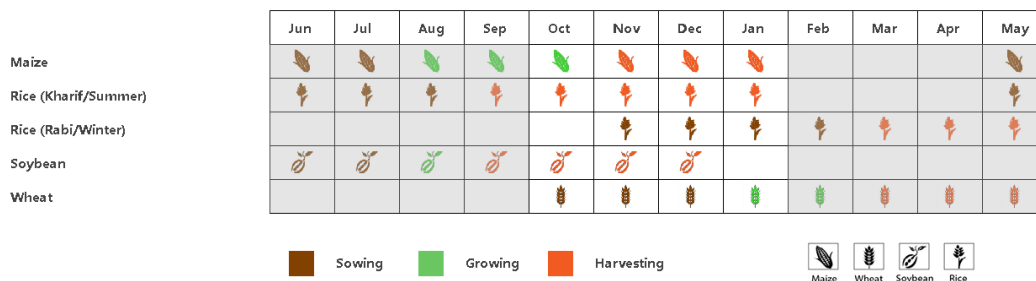 Jun Jul Aug Sep Oct Nov Dec Jan Feb Mar Apr May
Maize
Rice (Kharif/Summer)
Rice (Rabi/Winter)
Soybean
Wheat
Sowing Growing Harvesting
Maize Wheat Soybean Rice